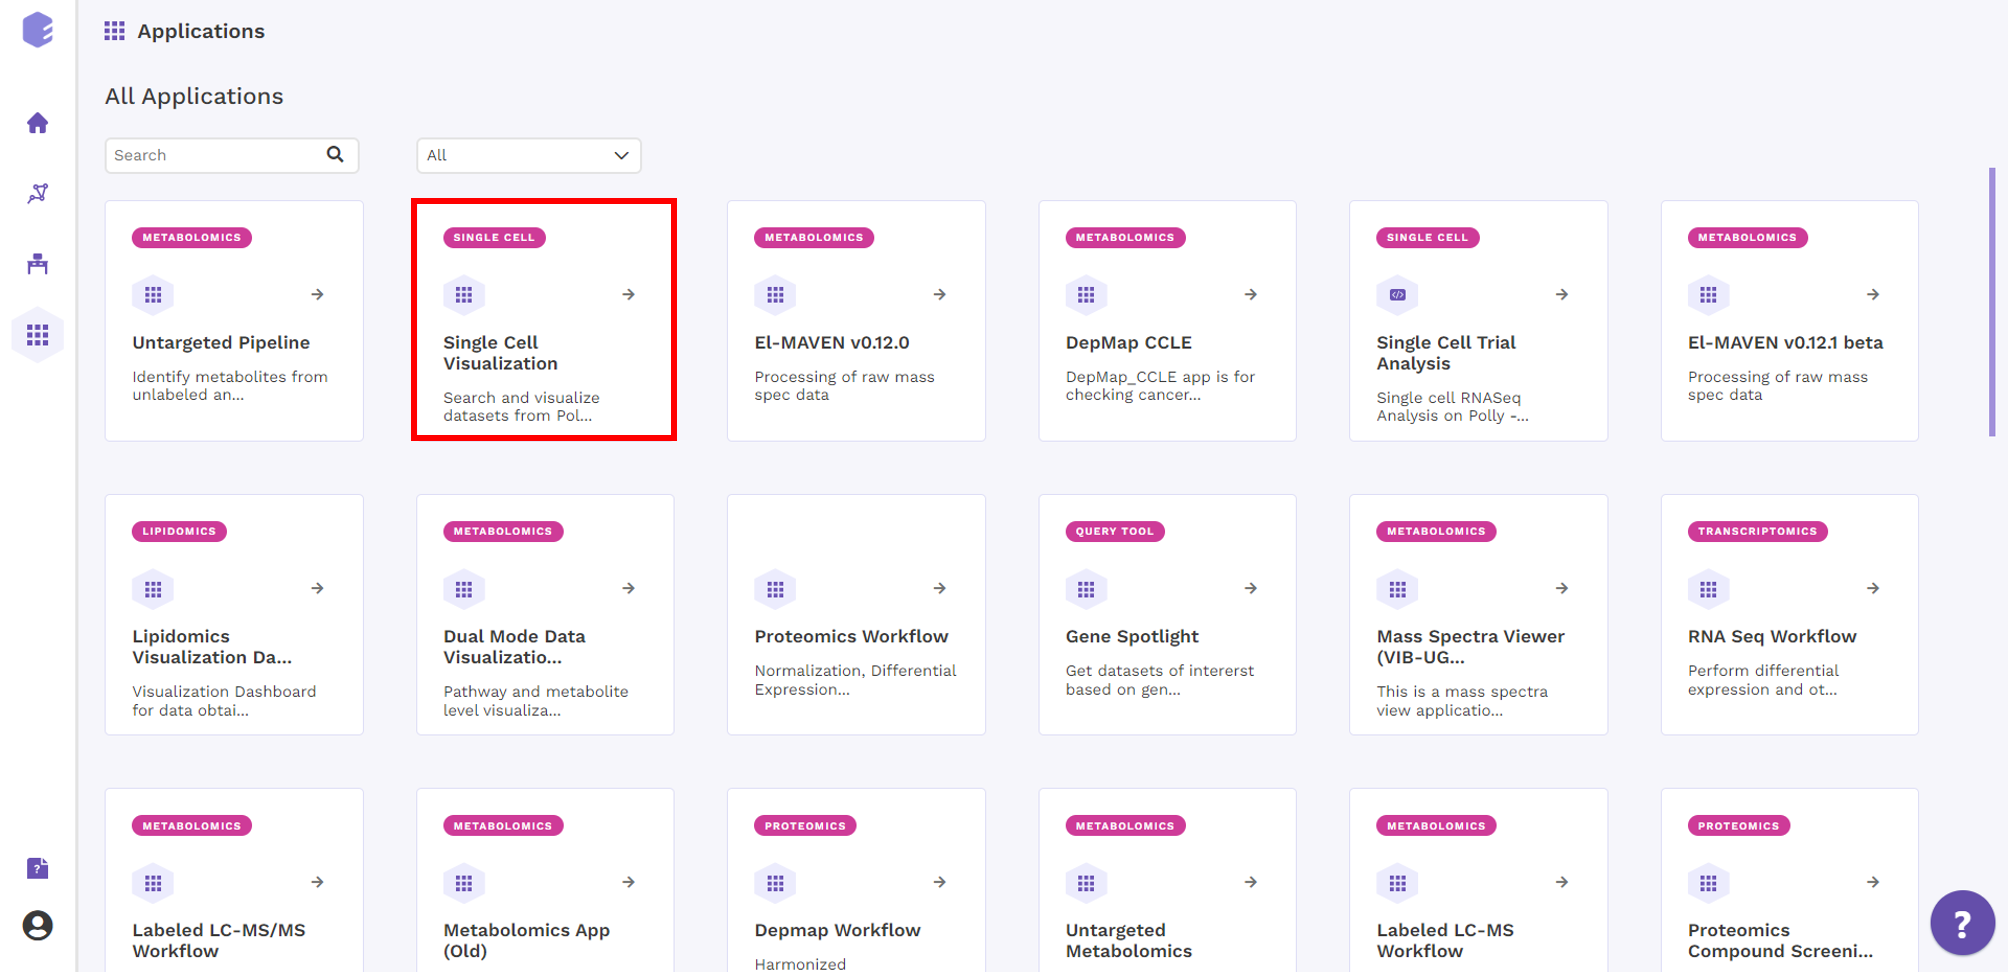 Applications
All Applications
Search
All
METABOLOMICS
Untargeted Pipeline
Identify metabolites from
unlabeled an...
SINGLE CELL
Single Cell
Visualization
Search and visualize
datasets from Pol...
METABOLOMICS
El-MAVEN v0.12.0
Processing of raw mass
spec data
METABOLOMICS
DepMap CCLE
DepMap_CCLE app is for
checking cancer...
SINGLE CELL
Single Cell Trial
Analysis
Single cell RNASeq
Analysis on Polly -...
METABOLOMICS
El-MAVEN v0.12.1 beta
Processing of raw mass
spec data
LIPIDOMICS
Lipidomics
Visualization Da...
Visualization Dashboard
for data obtai...
METABOLOMICS
Dual Mode Data
Visualizatio...
Pathway and metabolite
level visualiza...
Proteomics Workflow
Normalization, Differential
Expression...
QUERY TOOL
Gene Spotlight
Get datasets of intererst
based on gen...
METABOLOMICS
Mass Spectra Viewer
(VIB-UG...
This is a mass spectra
view applicatio...
TRANSCRIPTOMICS
RNA Seq Workflow
Perform differential
expression and ot...
METABOLOMICS
Labeled LC-MS/MS
Workflow
METABOLOMICS
Metabolomics App
(Old)
PROTEOMICS
Depmap Workflow
Harmonized
METABOLOMICS
Untargeted
Metabolomics
METABOLOMICS
Labeled LC-MS
Workflow
PROTEOMICS
Proteomics
Compound Screeni...
?
?